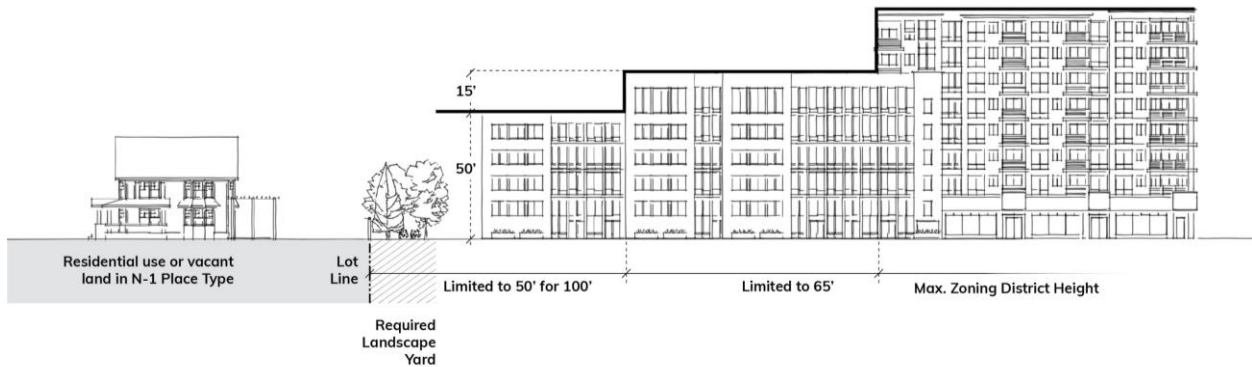 15’
50’
Residential use or vacant
land in N-1 Place Type
Lot
Line
Limited to 50’ for 100’
Limited to 65’
Max. Zoning District Height
Required
Landscape
Yard